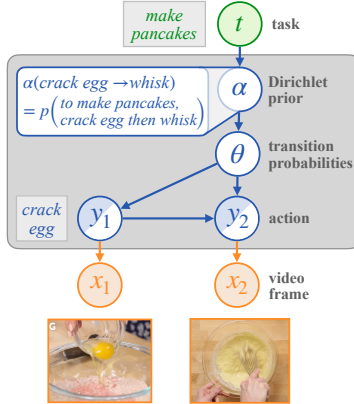 make
pancakes
t
task
α(crack egg →whisk)
= p(to make pancakes,
crack egg then whisk)
α
Dirichlet
prior
θ
transition
probabilities
crack
egg
y₁
y₂
action
x₁
x₂
video
frame
G